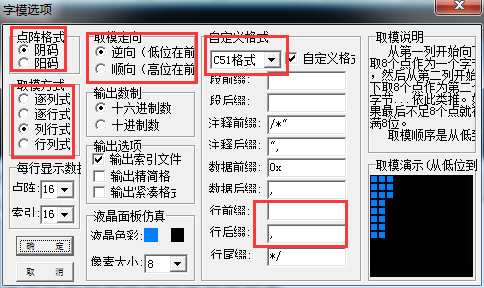 字模选项
点阵格式
阴码
阳码
取模方式
逐列式
逐行式
列行式
行列式
每行显示数据
点阵:
16
索引:
16
确 定
取 消
取模走向
逆向（低位在前
顺向（高位在前
输出数制
十六进制数
十进制数
输出选项
输出索引文件
输出精简格
输出紧凑格式
液晶面板仿真
液晶色彩:
像素大小:
8
自定义格式
C51格式
自定义格式
段前缀:
段后缀:
注释前缀:
/*"
注释后缀:
",
数据前缀:
0x
数据后缀:
,
行前缀:
行后缀:
,
行尾缀:
*/
取模说明
从第一列开始向
取8个点作为一个字
，然后从第二列开
下取8个点作为第二
字节...依此类推。
果最后不足8个点就
满8位。
取模顺序是从低到
取模演示(从低位到